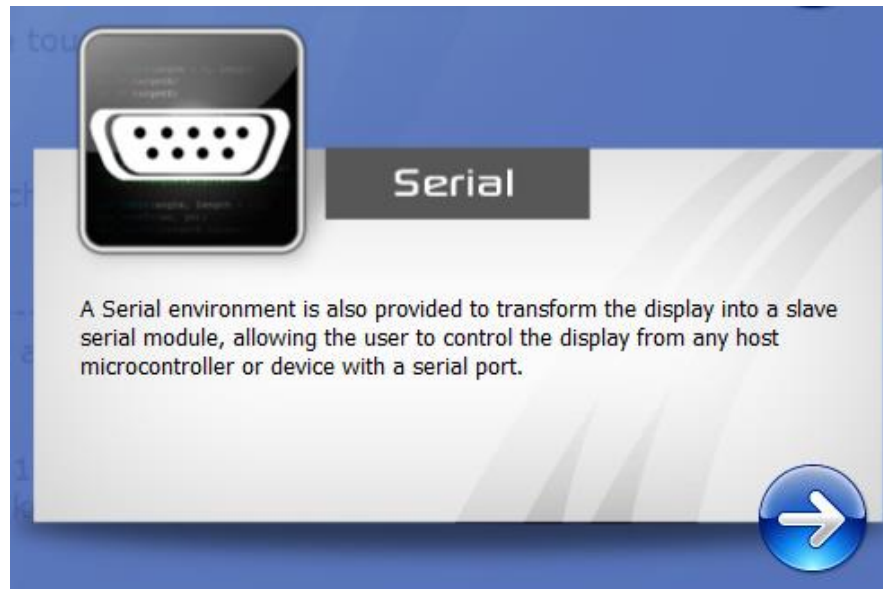 Serial
A Serial environment is also provided to transform the display into a slave
serial module, allowing the user to control the display from any host
microcontroller or device with a serial port.